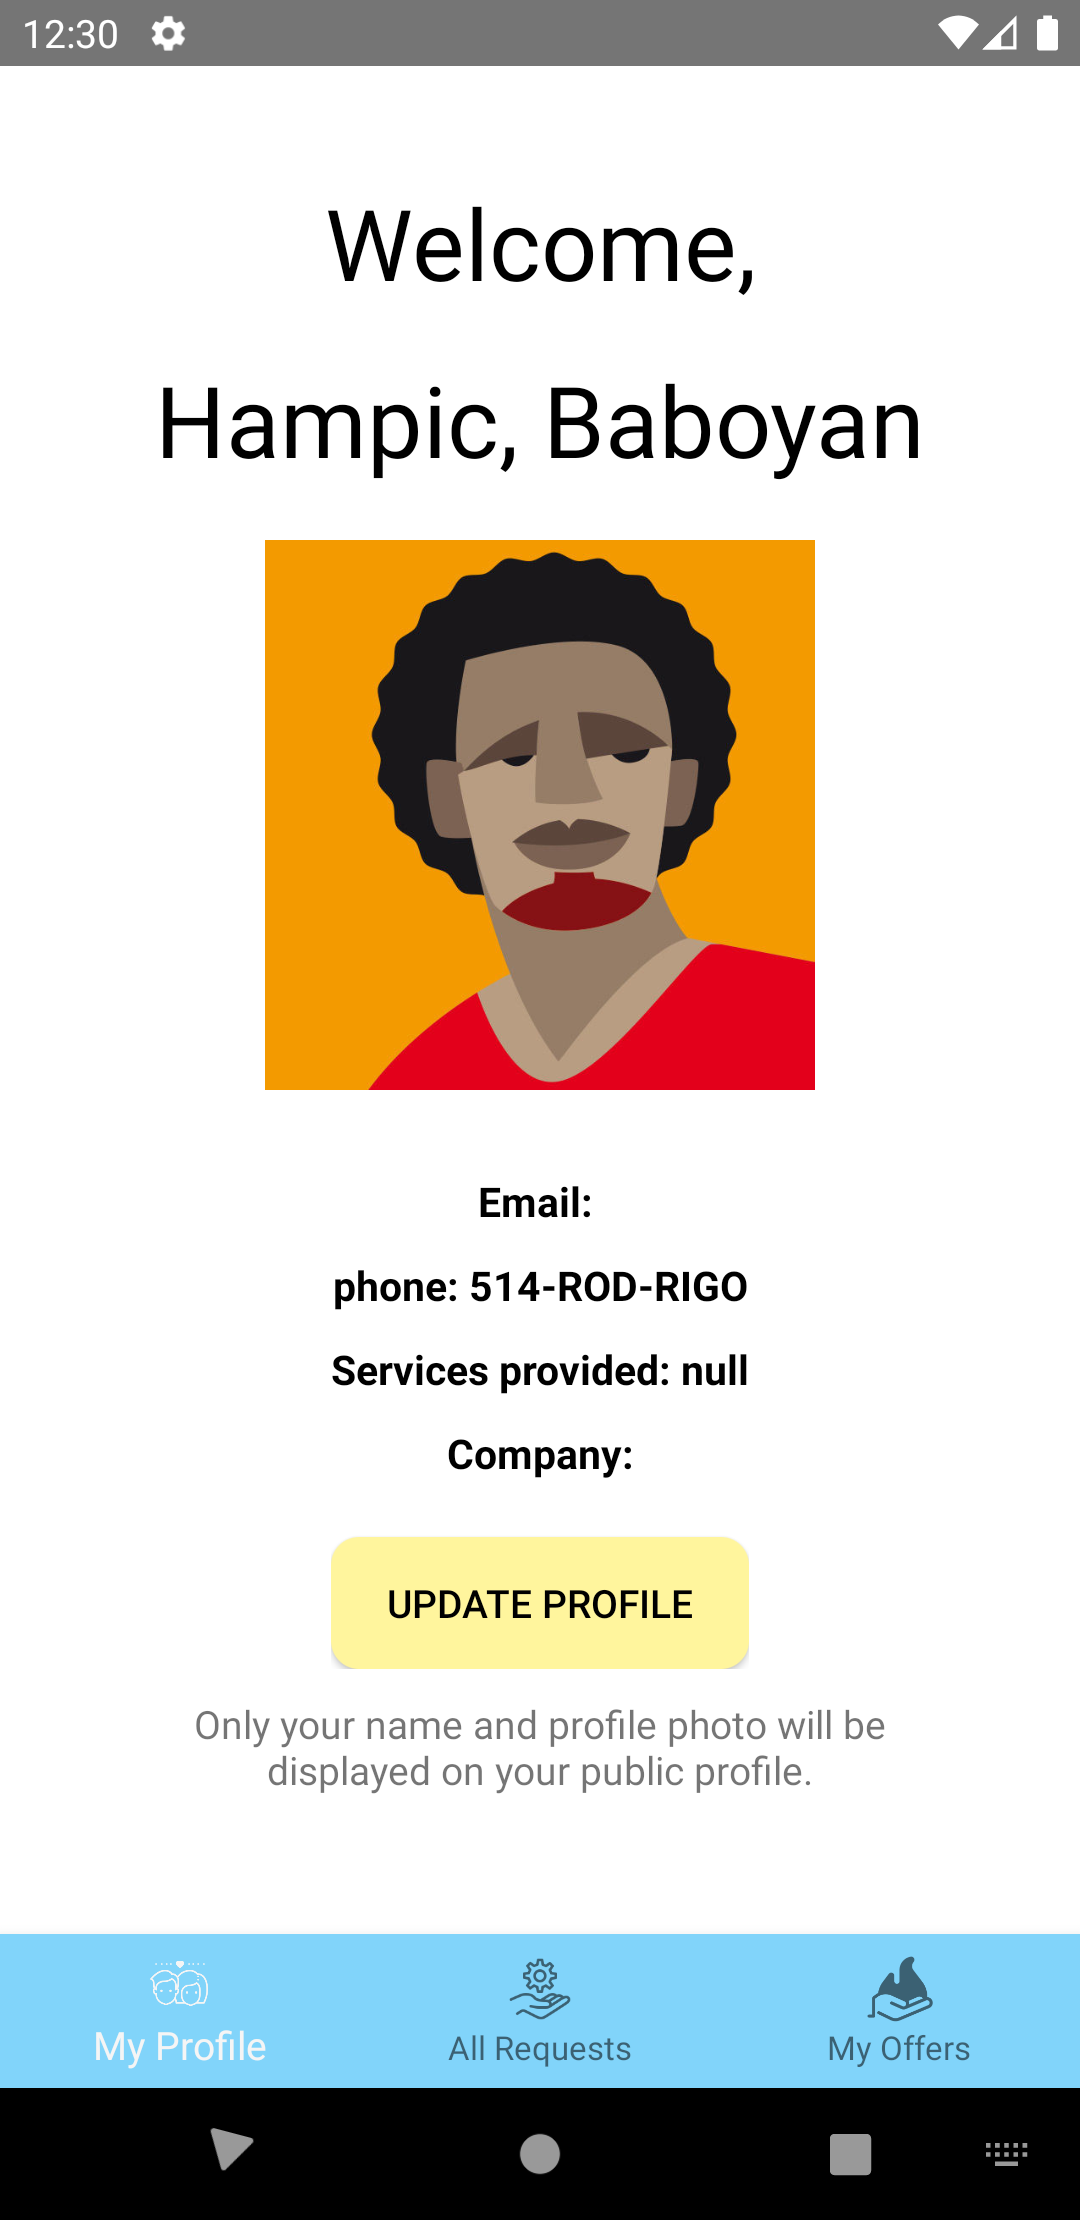 12:30
Welcome,
Hampic, Baboyan
Email:
phone: 514-ROD-RIGO
Services provided: null
Company:
UPDATE PROFILE
Only your name and profile photo will be
displayed on your public profile.
My Profile
All Requests
My Offers